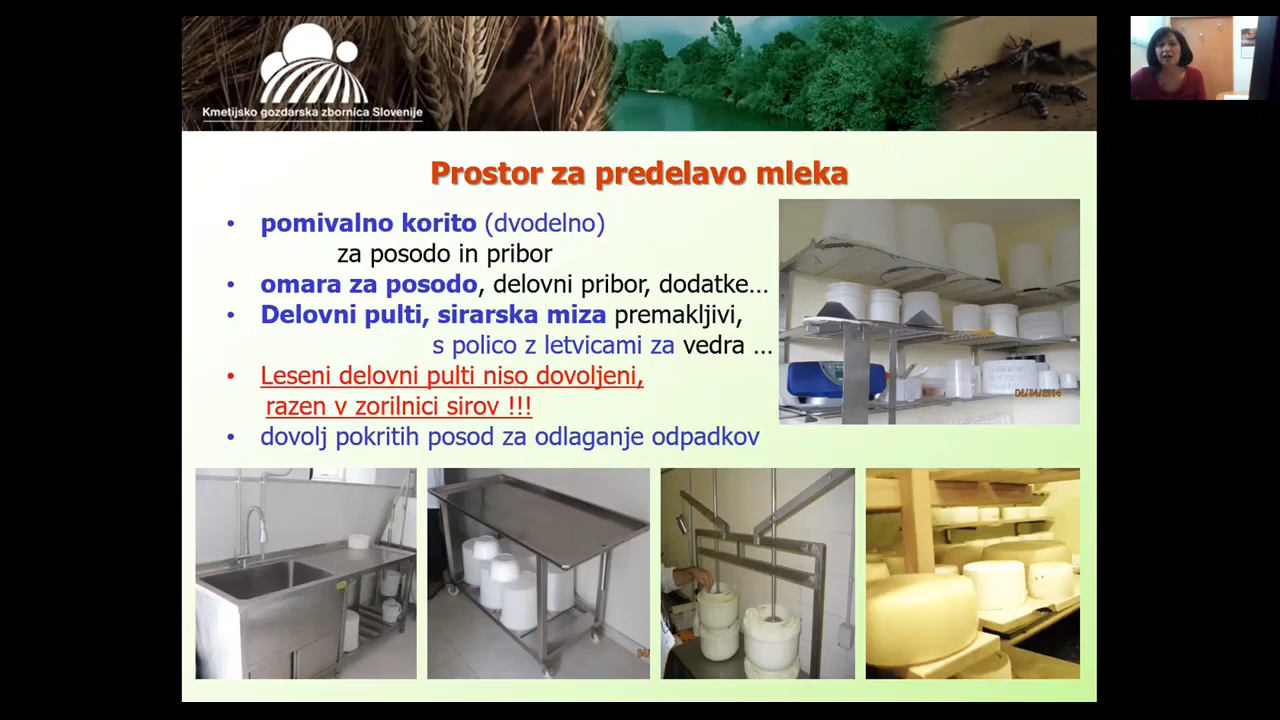 Kmetijsko gozdarska zbornica Slovenije
Prostor za predelavo mleka
• pomivalno korito (dvodelno)
za posodo in pribor
• omara za posodo, delovni pribor, dodatke...
• Delovni pulti, sirarska miza premakljivi,
s polico z letvicami za vedra ...
• Leseni delovni pulti niso dovoljeni,
razen v zorilnici sirov !!!
• dovolj pokritih posod za odlaganje odpadkov